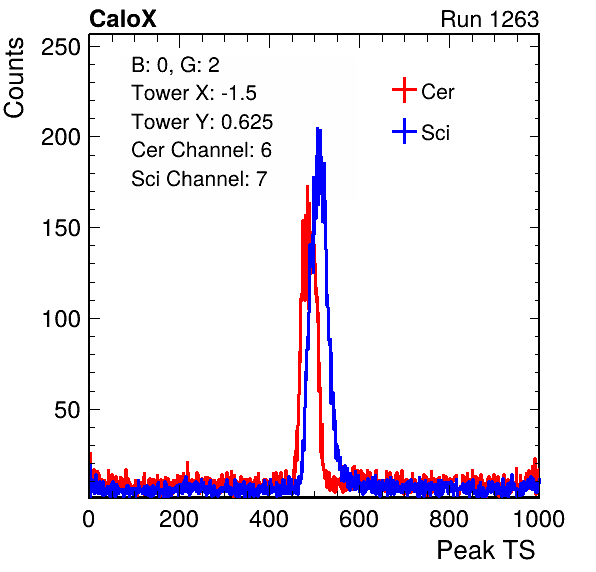 CaloX Run 1263
Counts
250
200
150
100
50
B: 0, G: 2
Tower X: -1.5
Tower Y: 0.625
Cer Channel: 6
Sci Channel: 7
Cer
Sci
0 200 400 600 800 1000
Peak TS